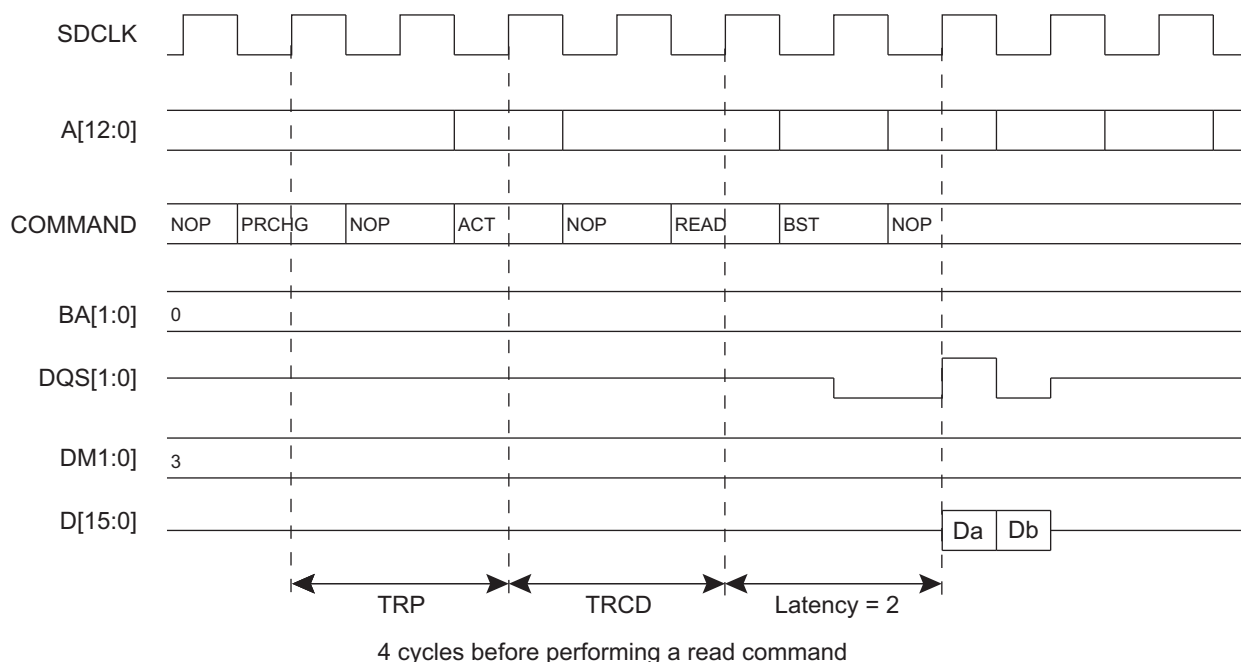 SDCLK
A[12:0]
COMMAND NOP PRCHG NOP ACT NOP READ BST NOP
BA[1:0] 0
DQS[1:0]
DM1:0] 3
D[15:0] Da Db
TRP TRCD Latency = 2
4 cycles before performing a read command